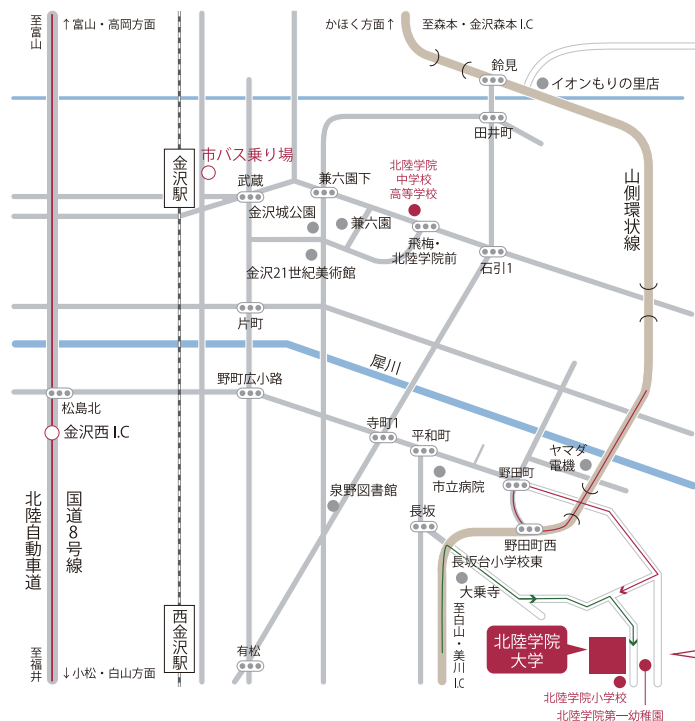 至富山
↑富山・高岡方面
かほく方面↑
至森本・金沢森本 I.C
鈴見
イオンもりの里店
田井町
金沢駅
市バス乗り場
武蔵
兼六園下
北陸学院
中学校
高等学校
山側環状線
金沢城公園
兼六園
飛梅・
北陸学院前
石引1
金沢21世紀美術館
片町
犀川
野町広小路
松島北
金沢西 I.C
寺町1
平和町
ヤマダ
電機
野田町
市立病院
泉野図書館
長坂
野田町西
北陸自動車道
国道8号線
長坂台小学校東
大乗寺
西金沢駅
至白山・美川 I.C
北陸学院
大学
有松
至福井
↓小松・白山方面
北陸学院小学校
北陸学院第一幼稚園